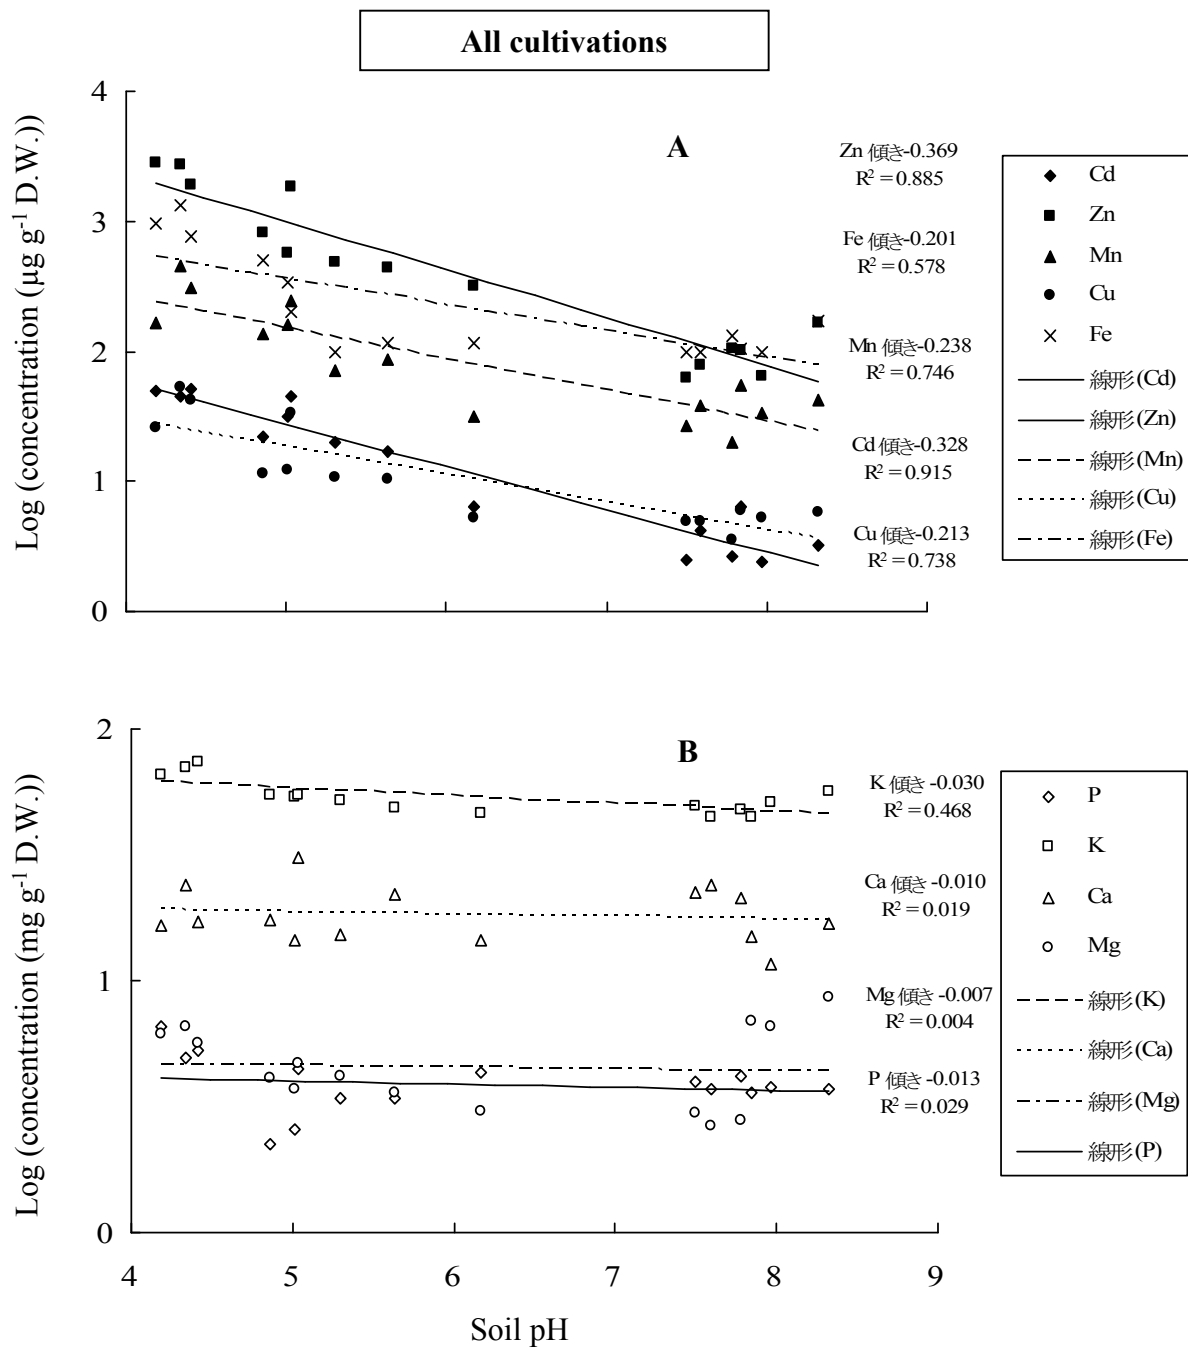 All cultivations
Log (concentration (µg g-1 D.W.))
4
3
2
1
0
A
Zn 傾き-0.369
R2 = 0.885
Fe 傾き-0.201
R2 = 0.578
Mn 傾き-0.238
R2 = 0.746
Cd 傾き-0.328
R2 = 0.915
Cu 傾き-0.213
R2 = 0.738
Cd
Zn
Mn
Cu
Fe
線形(Cd)
線形(Zn)
線形(Mn)
線形(Cu)
線形(Fe)
Log (concentration (mg g-1 D.W.))
2
1
0
B
K 傾き-0.030
R2 = 0.468
Ca 傾き-0.010
R2 = 0.019
Mg 傾き-0.007
R2 = 0.004
P 傾き-0.013
R2 = 0.029
P
K
Ca
Mg
線形(K)
線形(Ca)
線形(Mg)
線形(P)
4 5 6 7 8 9
Soil pH